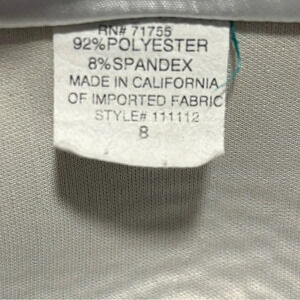 RN# 71755
92%POLYESTER
8%SPANDEX
MADE IN CALIFORNIA
OF IMPORTED FABRIC
STYLE# 111112
8